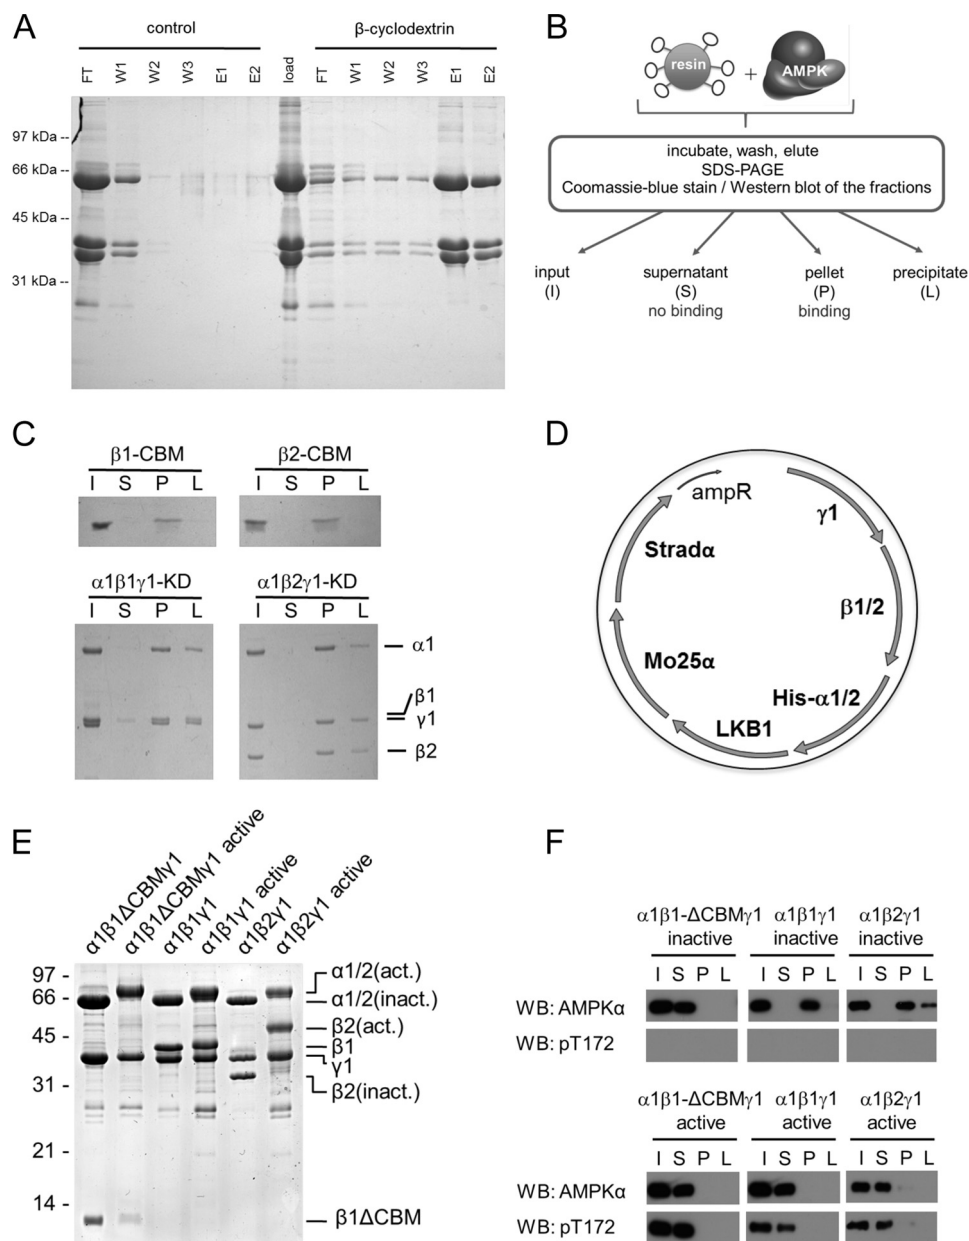 A
control
β-cyclodextrin
FT
W1
W2
W3
E1
E2
load
FT
W1
W2
W3
E1
E2
97 kDa --
66 kDa --
45 kDa --
31 kDa --
B
resin
+
AMPK
incubate, wash, elute
SDS-PAGE
Coomassie-blue stain / Western blot of the fractions
input supernatant pellet precipitate
(I) (S) (P) (L)
no binding binding
C
β1-CBM β2-CBM
I S P L I S P L
α1β1γ1-KD α1β2γ1-KD
I S P L I S P L
α1
β1
γ1
β2
D
ampR
γ1
Stradα
β1/2
Mo25α
His-α1/2
LKB1
E
α1β1ΔCBMγ1
α1β1ΔCBMγ1 active
α1β1γ1
α1β1γ1 active
α1β2γ1
α1β2γ1 active
97 -
66 -
45 -
31 -
21 -
14 -
α1/2(act.)
α1/2(inact.)
β2(act.)
β1
γ1
β2(inact.)
β1ΔCBM
F
α1β1-ΔCBMγ1 α1β1γ1 α1β2γ1
inactive inactive inactive
I S P L I S P L I S P L
WB: AMPKα
WB: pT172
α1β1-ΔCBMγ1 α1β1γ1 α1β2γ1
active active active
I S P L I S P L I S P L
WB: AMPKα
WB: pT172